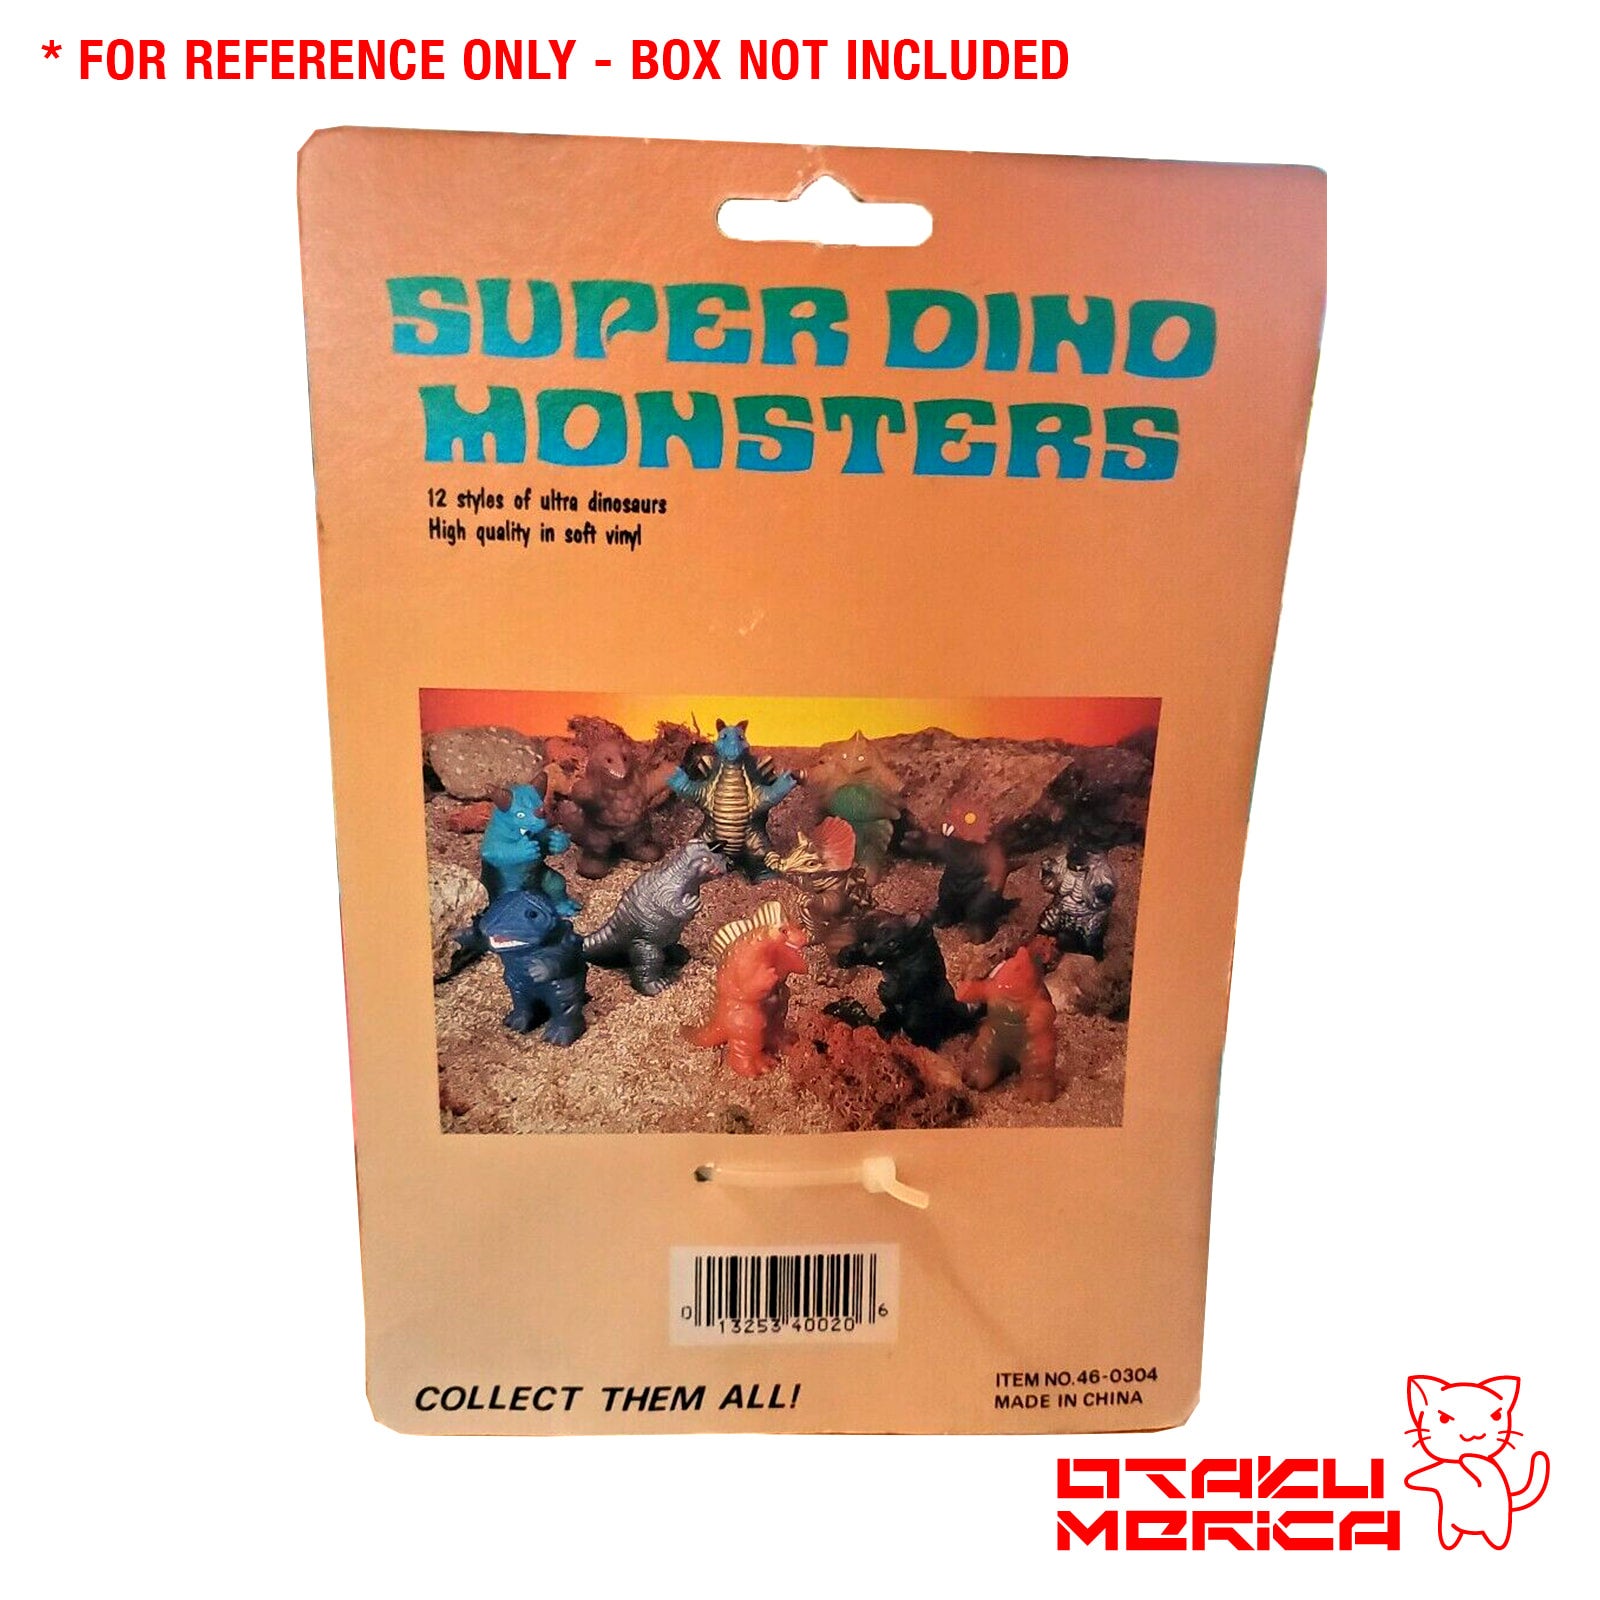 * FOR REFERENCE ONLY - BOX NOT INCLUDED
SUPER DINO
MONSTERS
12 styles of ultra dinosaurs
High quality in soft vinyl
0 13253 40020 6
COLLECT THEM ALL!
ITEM NO.46-0304
MADE IN CHINA
OTAKU
MERICA